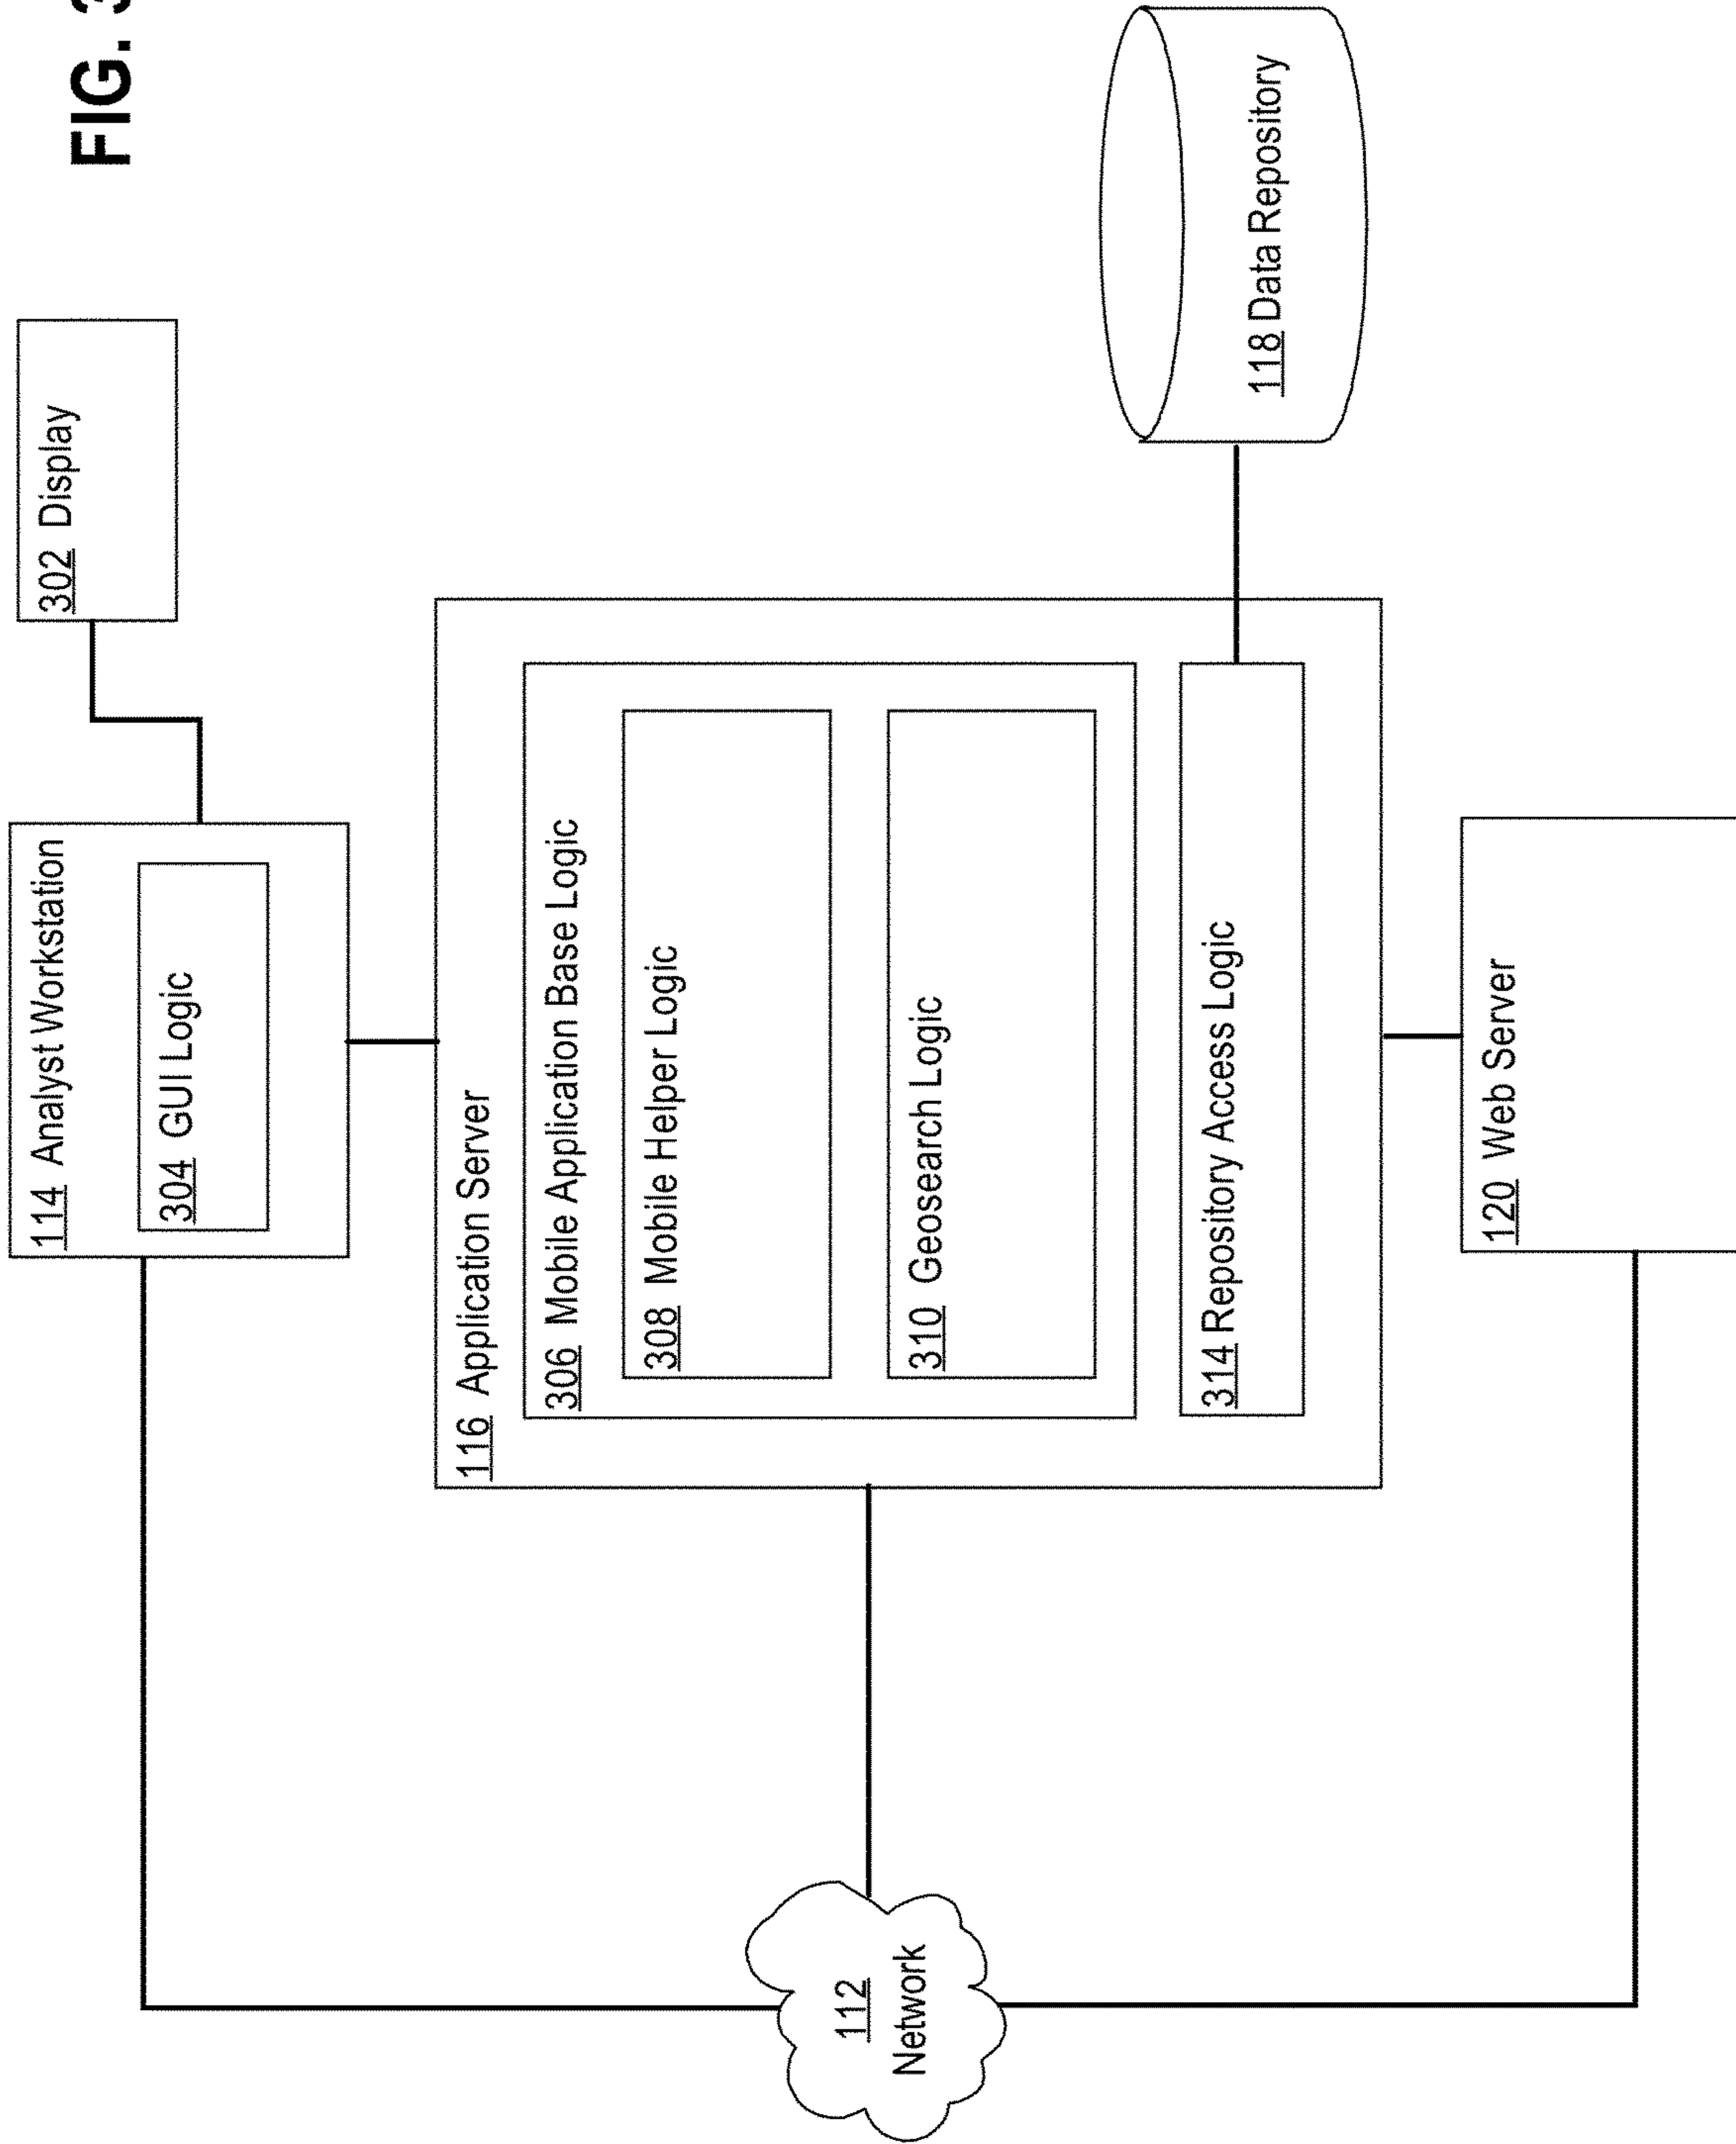 FIG. 3
114 Analyst Workstation
304 GUI Logic
302 Display
116 Application Server
306 Mobile Application Base Logic
308 Mobile Helper Logic
310 Geosearch Logic
314 Repository Access Logic
118 Data Repository
112
Network
120 Web Server